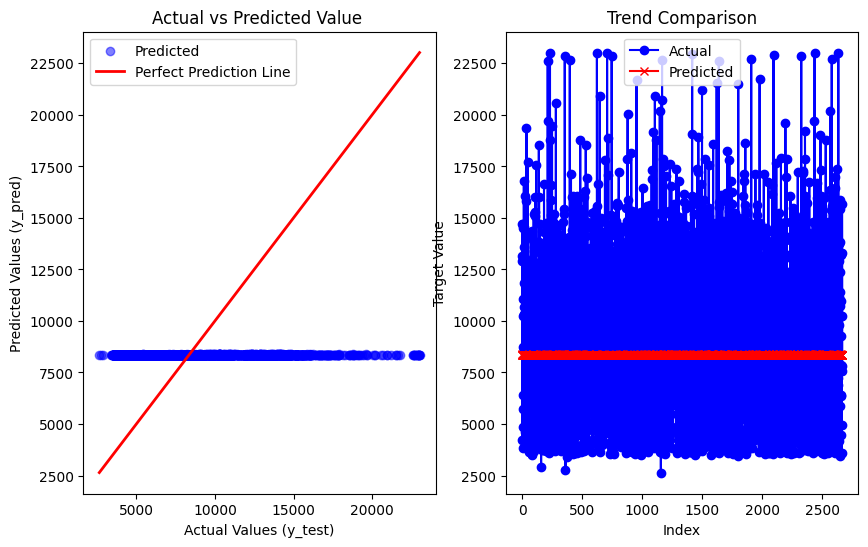 Actual vs Predicted Value
Predicted
Perfect Prediction Line
Predicted Values (y_pred)
22500
20000
17500
15000
12500
10000
7500
5000
2500
5000 10000 15000 20000
Actual Values (y_test)
Trend Comparison
Actual
Predicted
Target Value
22500
20000
17500
15000
12500
10000
7500
5000
2500
0 500 1000 1500 2000 2500
Index